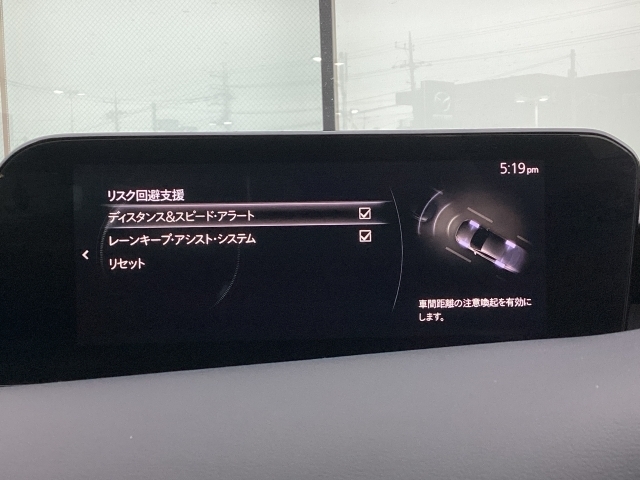 5:19pm
リスク回避支援
ディスタンス&スピード・アラート
レーンキープ・アシスト・システム
リセット
車間距離の注意喚起を有効に
します。